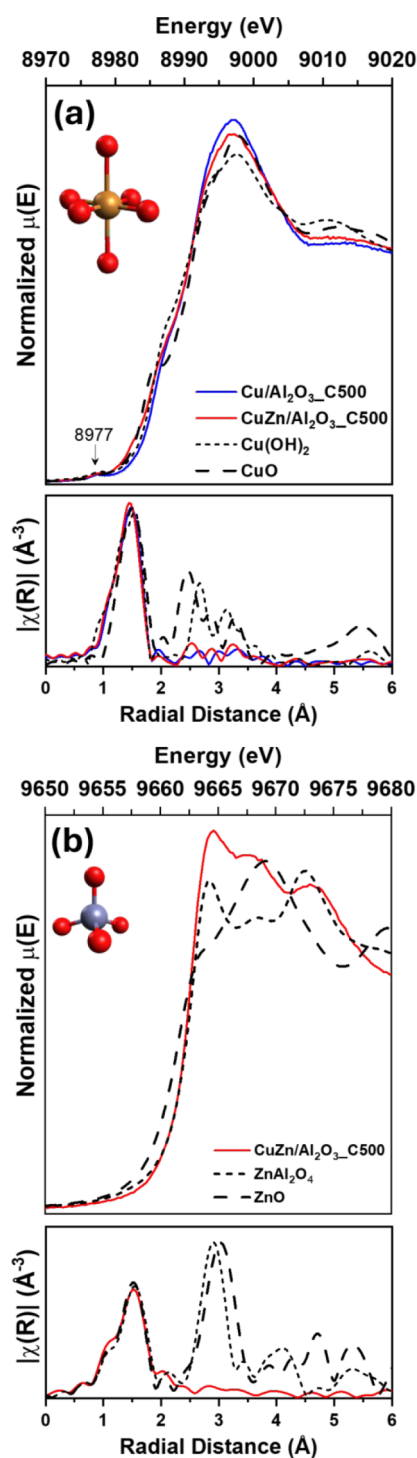 Energy (eV)
8970 8980 8990 9000 9010 9020
(a)
8977
Normalized μ(E)
Cu/Al₂O₃_C500
CuZn/Al₂O₃_C500
Cu(OH)₂
CuO
|χ(R)| (Å⁻³)
0 1 2 3 4 5 6
Radial Distance (Å)
Energy (eV)
9650 9655 9660 9665 9670 9675 9680
(b)
Normalized μ(E)
CuZn/Al₂O₃_C500
ZnAl₂O₄
ZnO
|χ(R)| (Å⁻³)
0 1 2 3 4 5 6
Radial Distance (Å)